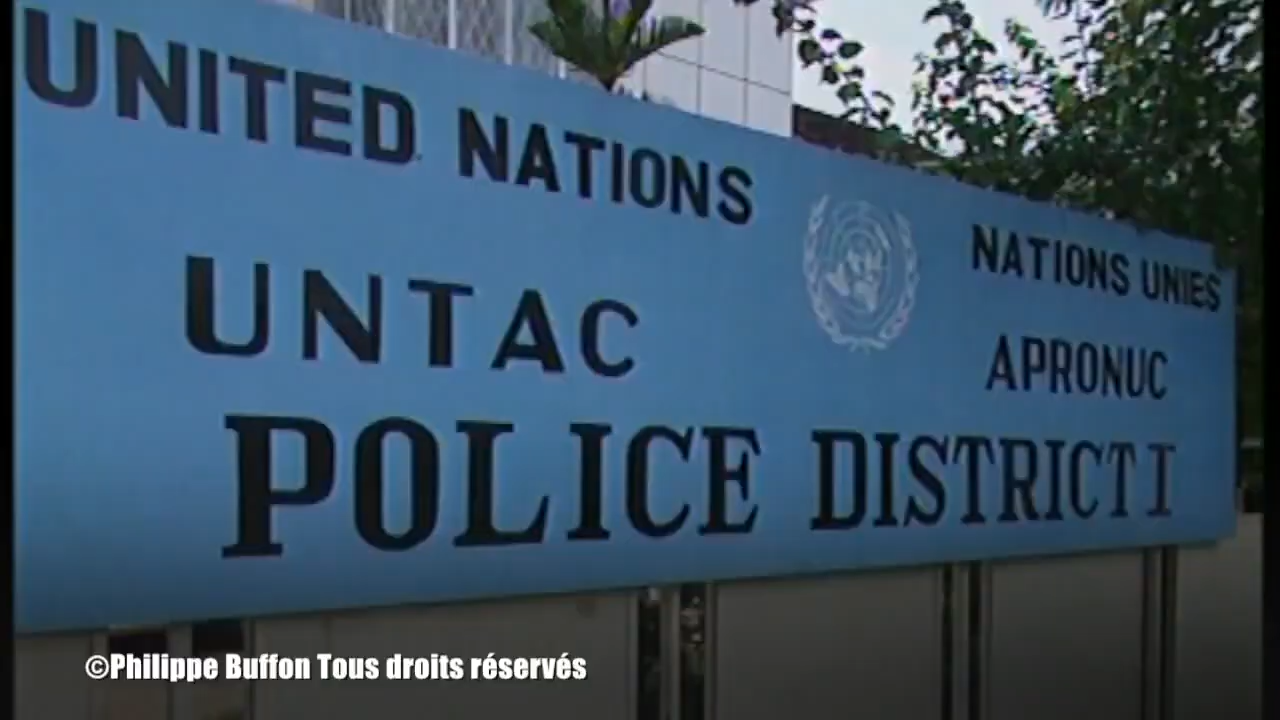 UNITED NATIONS
UNTAC
NATIONS UNIES
APRONUC
POLICE DISTRICT I
©Philippe Buffon Tous droits réservés